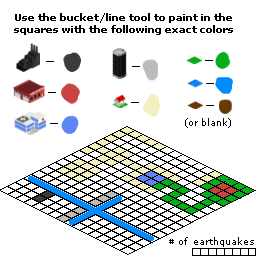 Use the bucket/line tool to paint in the
squares with the following exact colors
(or blank)
# of earthquakes